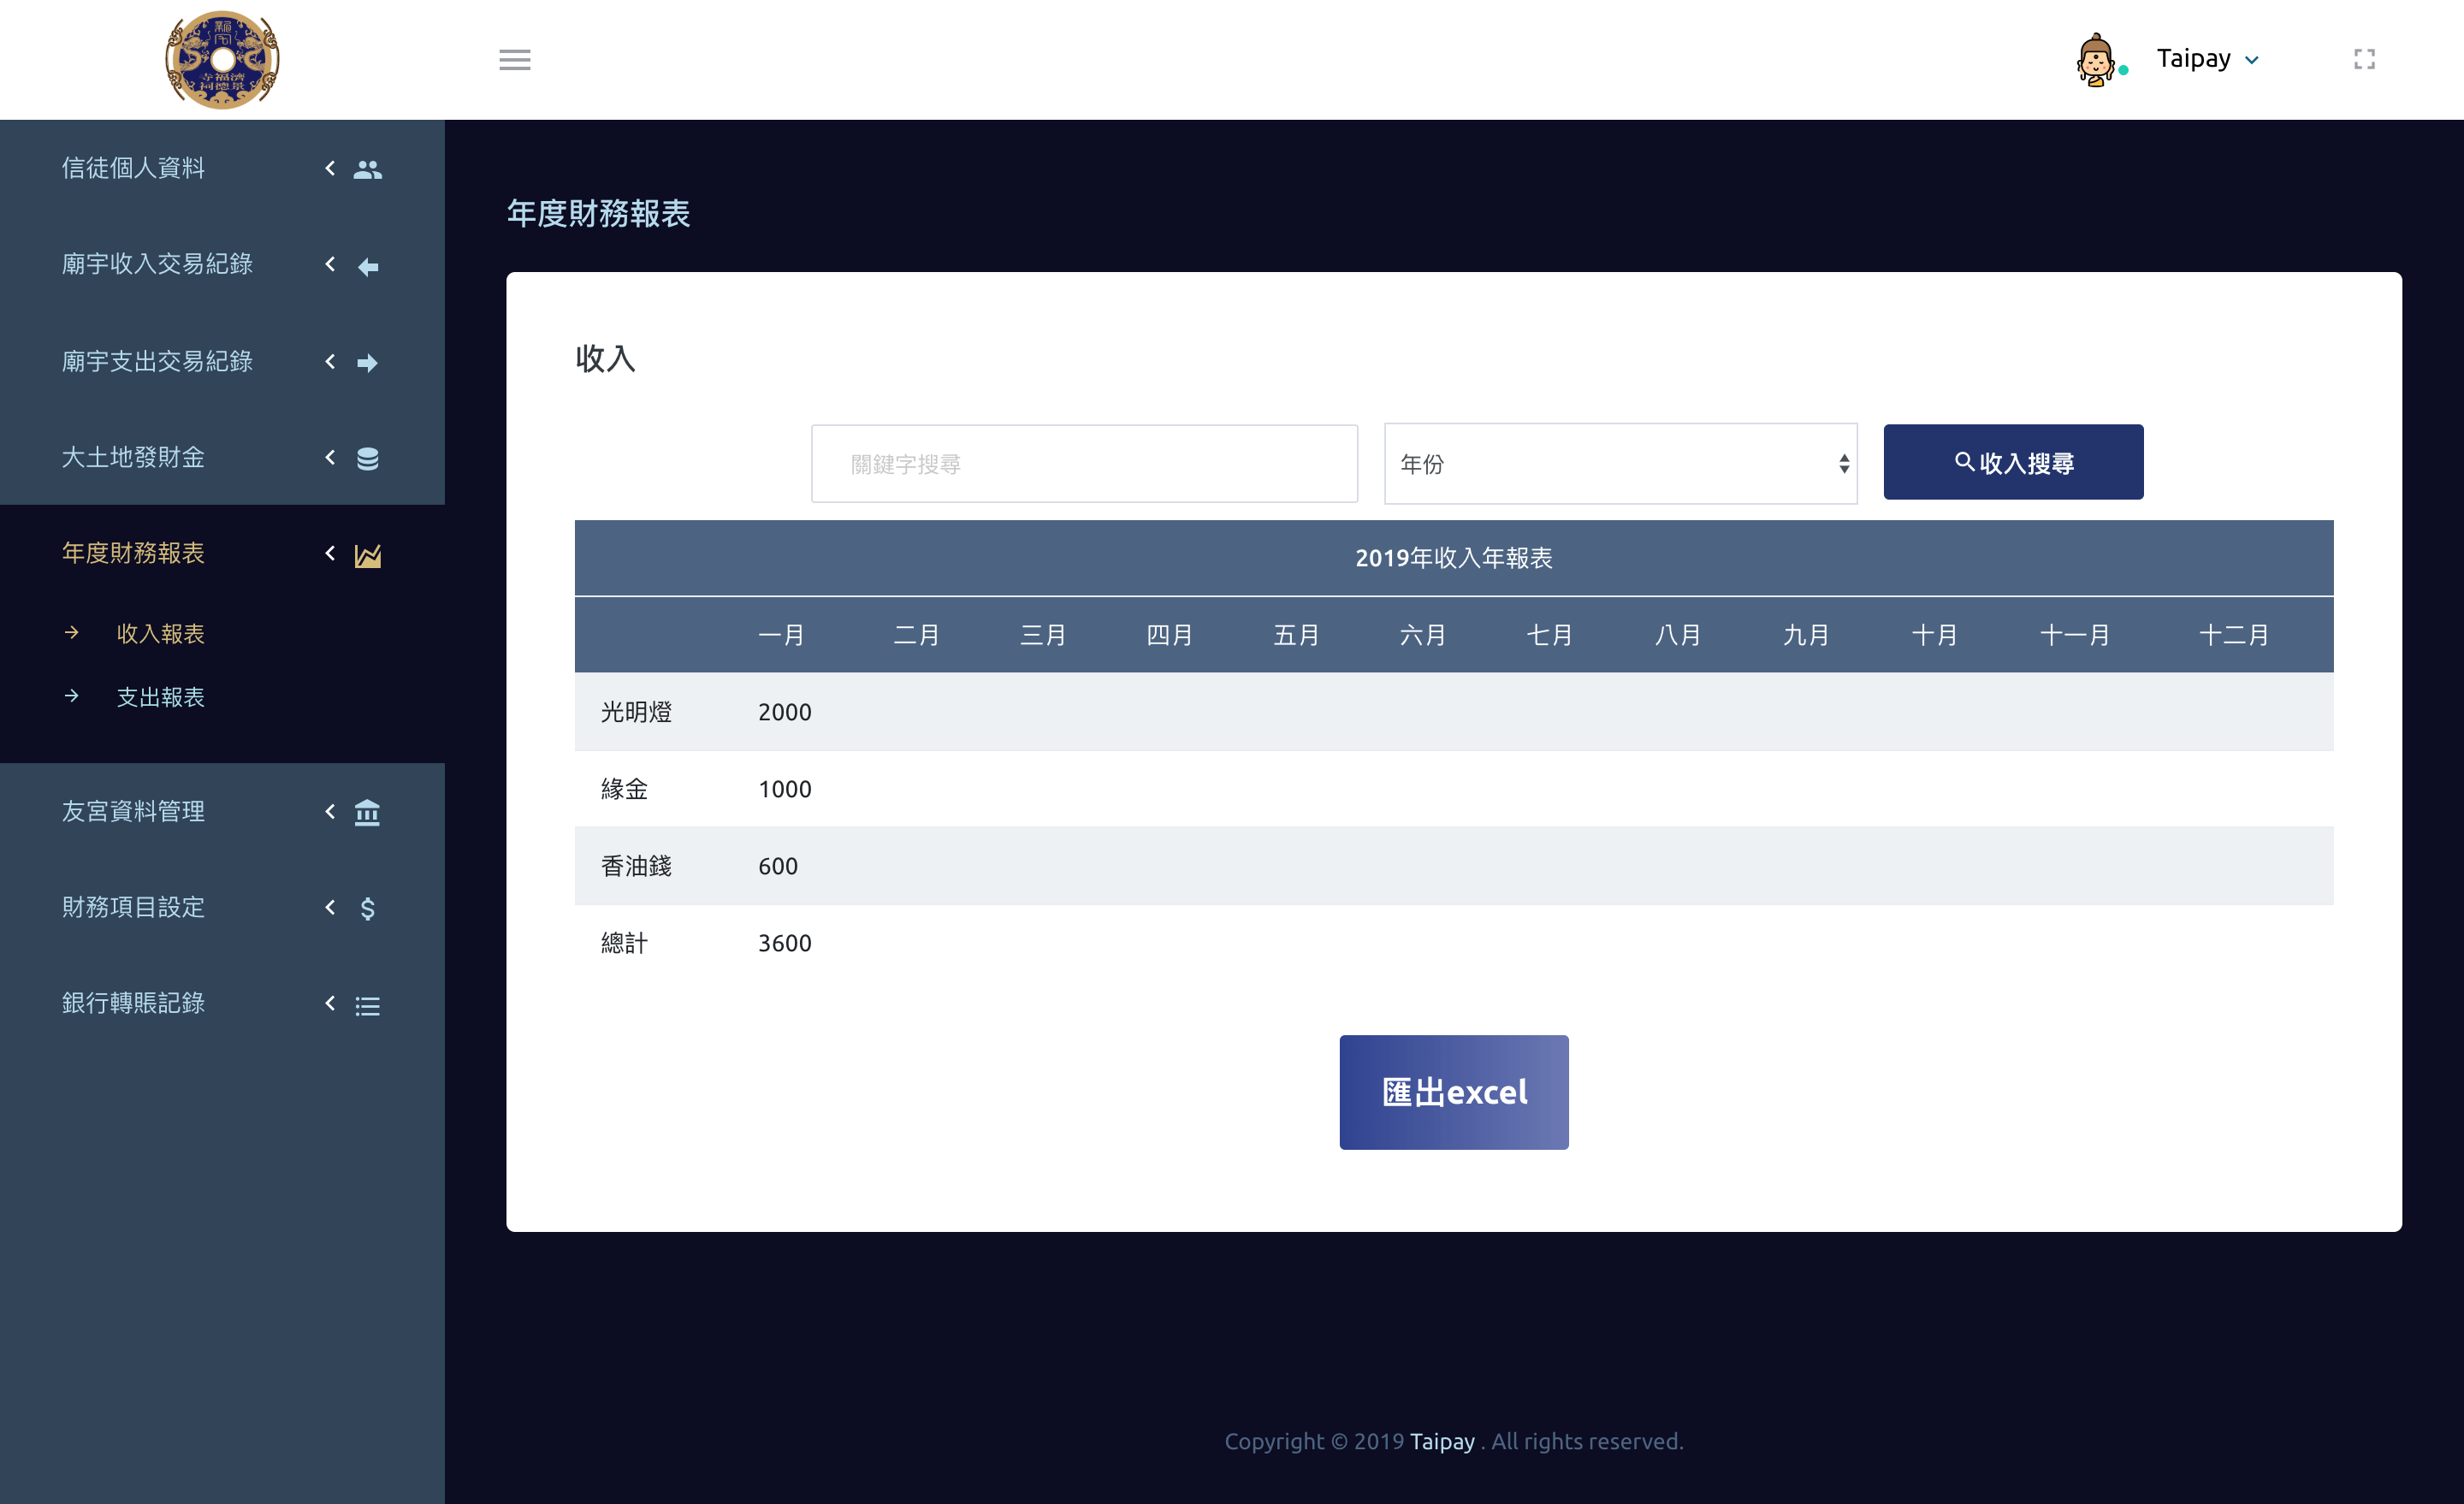 Taipay
信徒個人資料
廟宇收入交易紀錄
廟宇支出交易紀錄
大土地發財金
年度財務報表
收入報表
支出報表
友宮資料管理
財務項目設定
銀行轉賬記錄
年度財務報表
收入
關鍵字搜尋
年份
收入搜尋
2019年收入年報表
一月 二月 三月 四月 五月 六月 七月 八月 九月 十月 十一月 十二月
光明燈 2000
緣金 1000
香油錢 600
總計 3600
匯出excel
Copyright © 2019 Taipay . All rights reserved.